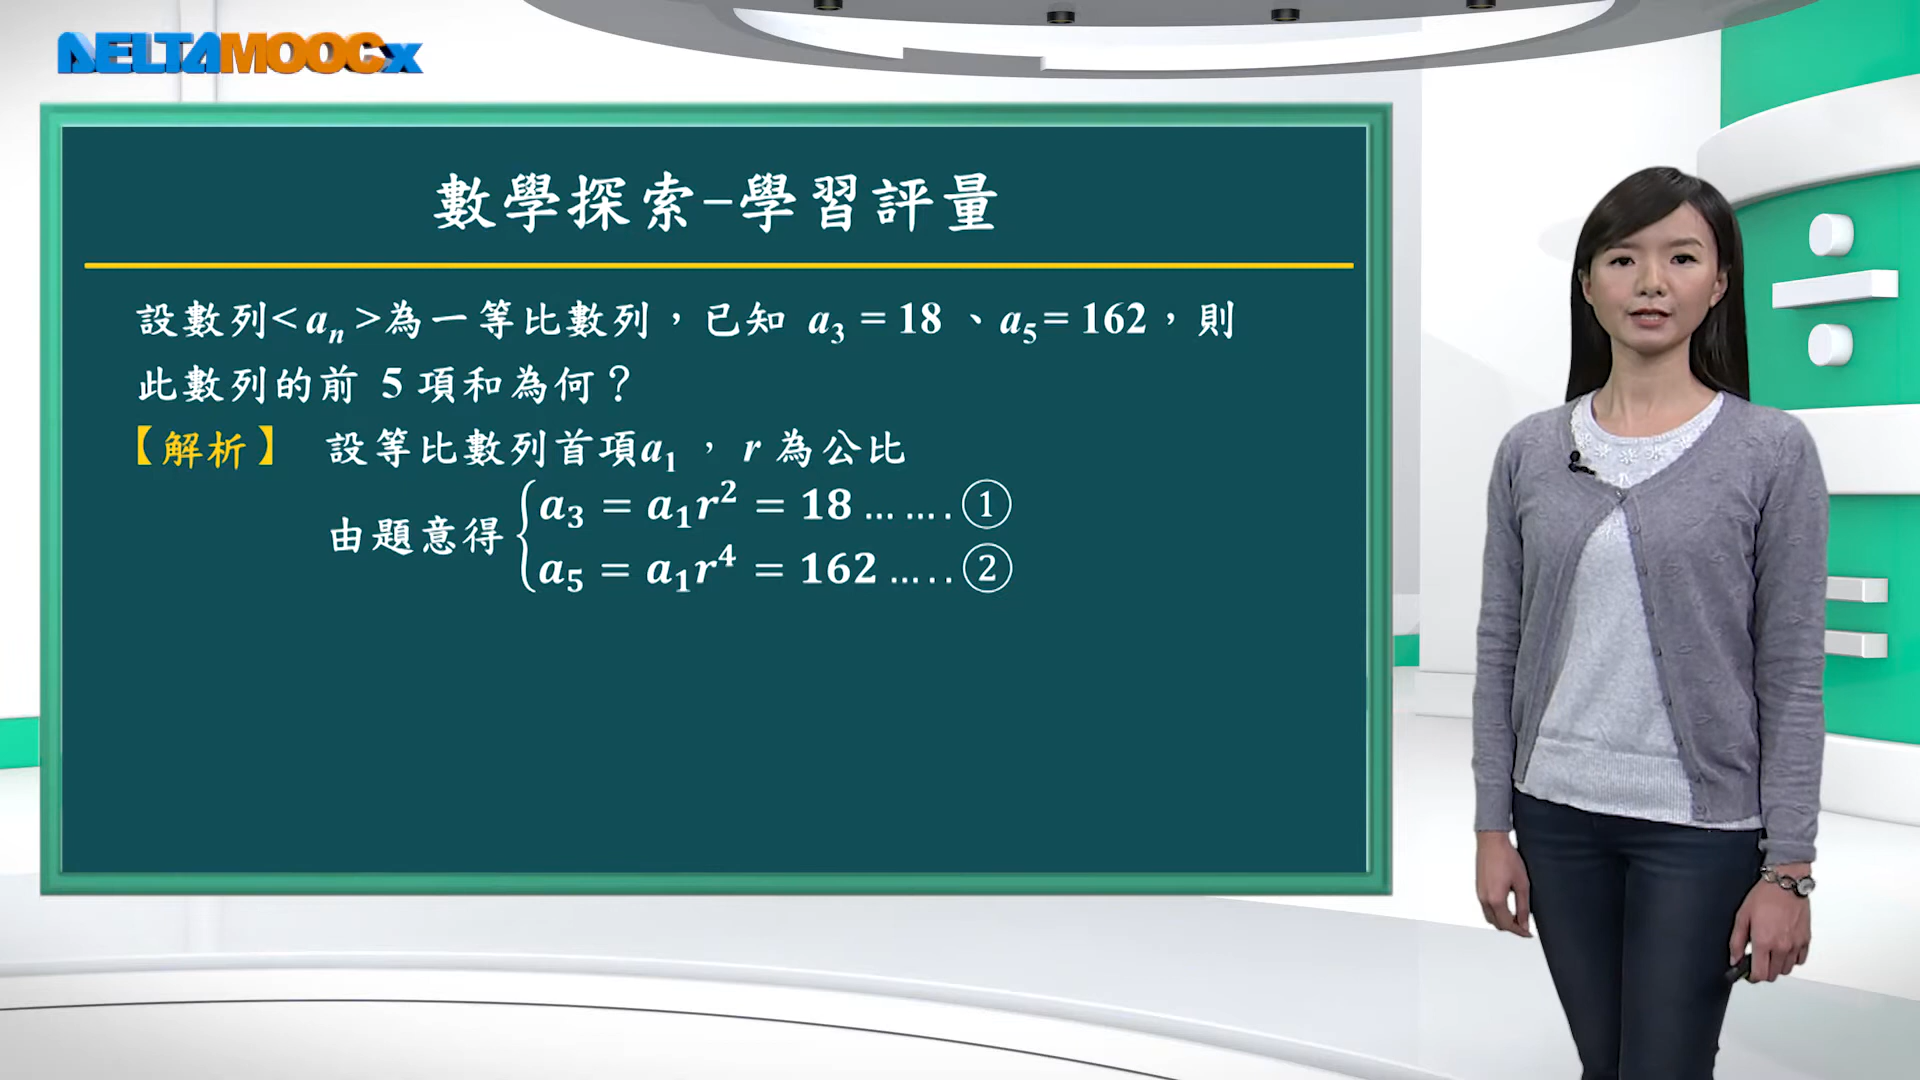 DELTAMOOCx
數學探索-學習評量
設數列<aₙ>為一等比數列，已知 a₃ = 18 、a₅= 162，則
此數列的前 5 項和為何？
【解析】 設等比數列首項a₁ ， r 為公比
由題意得
a₃ = a₁r² = 18 … … . ①
a₅ = a₁r⁴ = 162 … . . ②